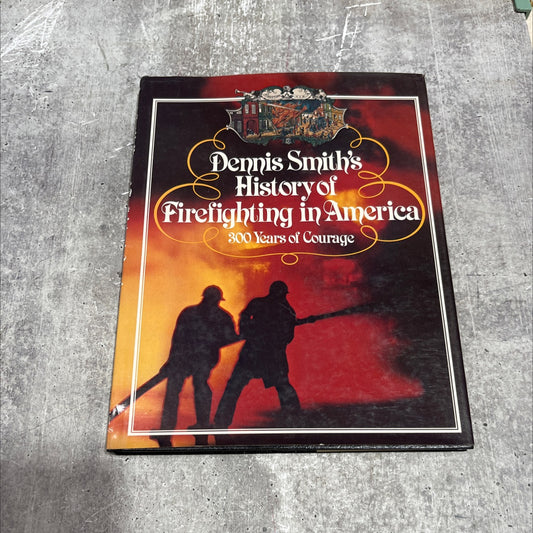 Dennis Smith's
History of
Firefighting in America
300 Years of Courage